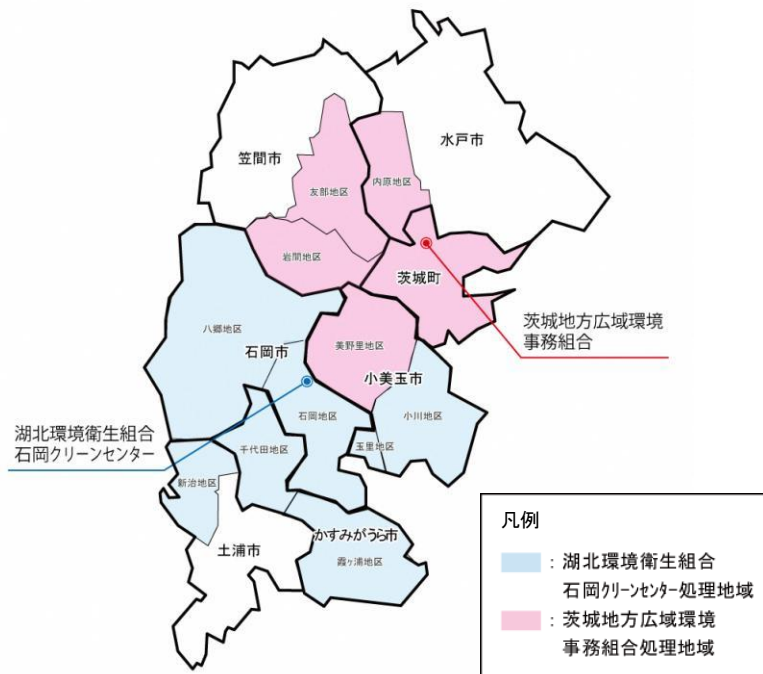 水戸市
笠間市
内原地区
友部地区
岩間地区
茨城町
茨城地方広域環境
事務組合
八郷地区
石岡市
美野里地区
小美玉市
石岡地区
小川地区
湖北環境衛生組合
石岡クリーンセンター
千代田地区
玉里地区
新治地区
かすみがうら市
土浦市
霞ヶ浦地区
凡例
：湖北環境衛生組合
石岡クリーンセンター処理地域
：茨城地方広域環境
事務組合処理地域